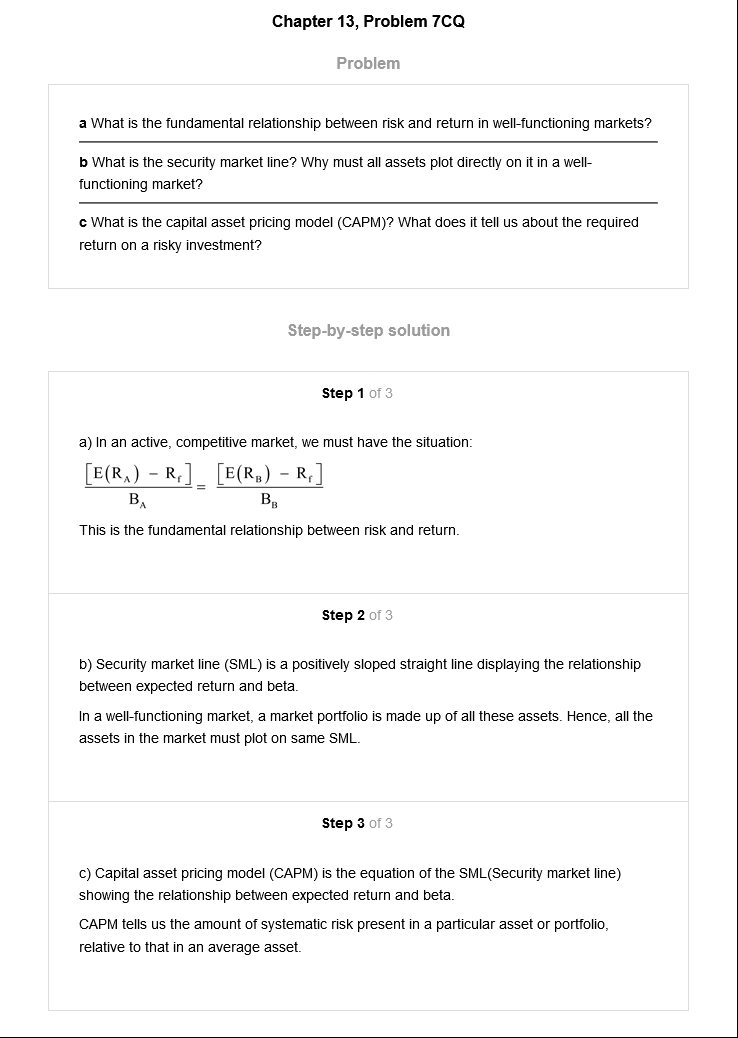 Chapter 13, Problem 7CQ
Problem
a What is the fundamental relationship between risk and return in well-functioning markets?
b What is the security market line? Why must all assets plot directly on it in a well-
functioning market?
c What is the capital asset pricing model (CAPM)? What does it tell us about the required
return on a risky investment?
Step-by-step solution
Step 1 of 3
a) In an active, competitive market, we must have the situation:
[E(R_A) − R_f] / B_A = [E(R_B) − R_f] / B_B
This is the fundamental relationship between risk and return.
Step 2 of 3
b) Security market line (SML) is a positively sloped straight line displaying the relationship
between expected return and beta.
In a well-functioning market, a market portfolio is made up of all these assets. Hence, all the
assets in the market must plot on same SML.
Step 3 of 3
c) Capital asset pricing model (CAPM) is the equation of the SML(Security market line)
showing the relationship between expected return and beta.
CAPM tells us the amount of systematic risk present in a particular asset or portfolio,
relative to that in an average asset.